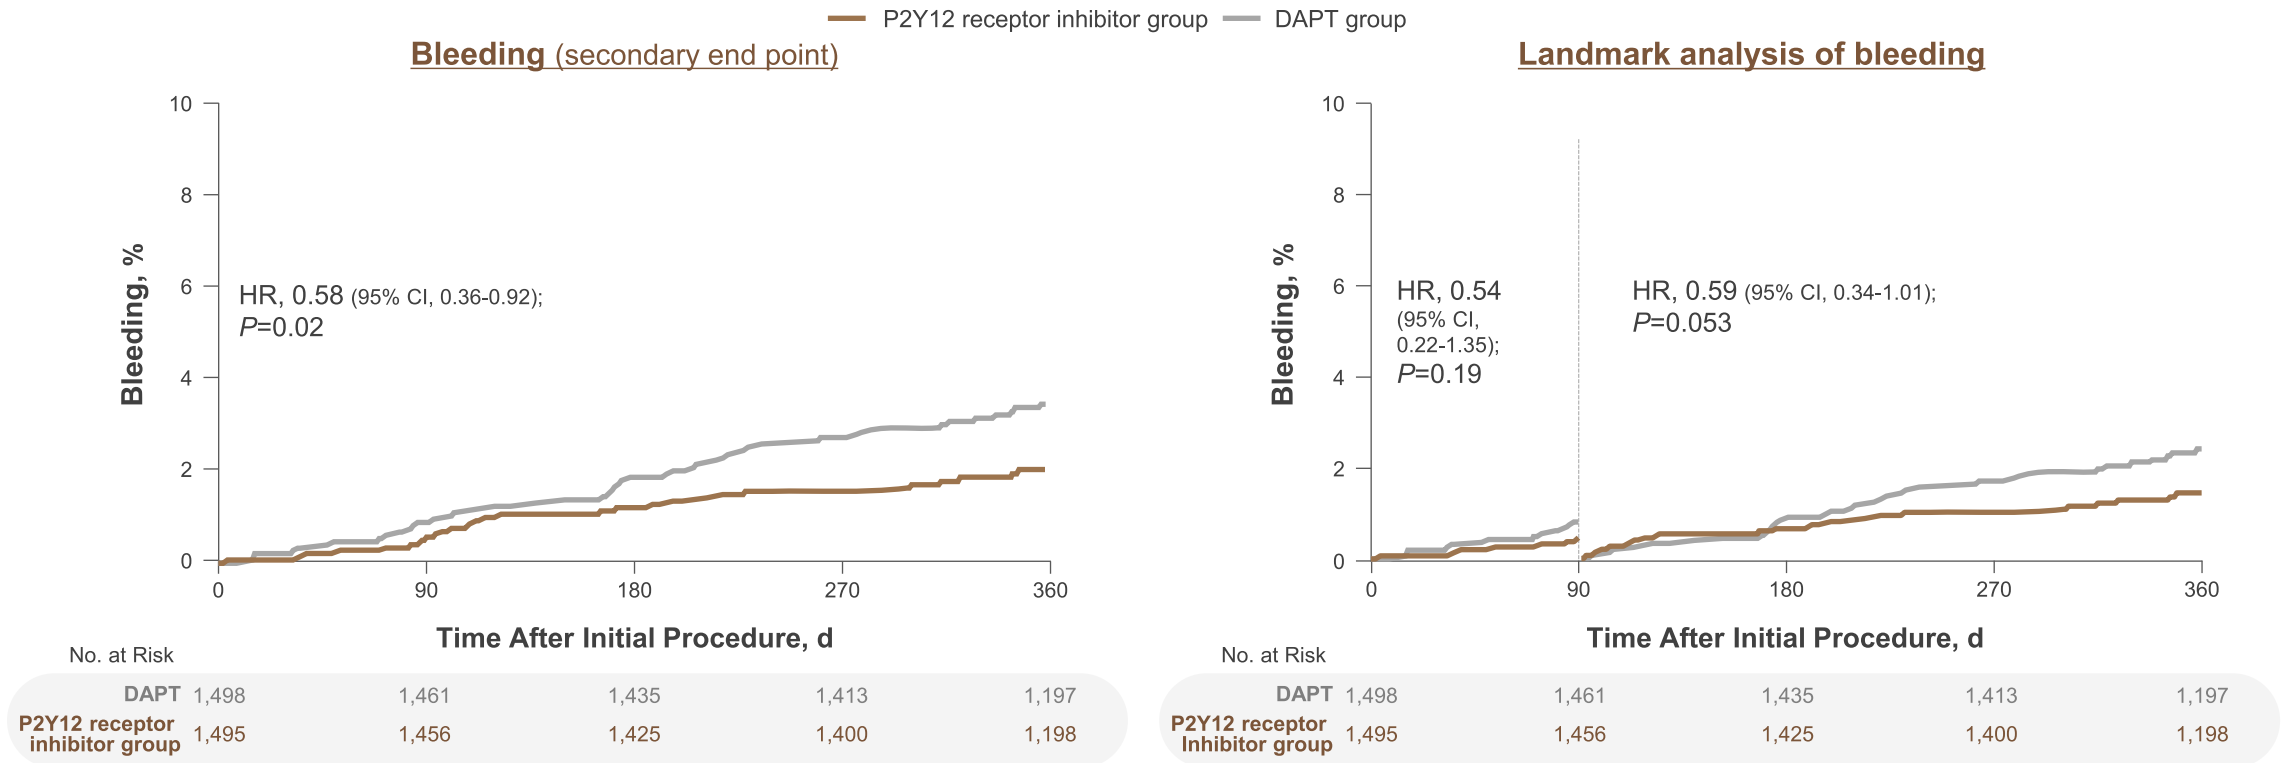 P2Y12 receptor inhibitor group DAPT group
Bleeding (secondary end point)
10
8
6
4
2
0
Bleeding, %
HR, 0.58 (95% CI, 0.36-0.92);
P=0.02
0 90 180 270 360
Time After Initial Procedure, d
No. at Risk
DAPT 1,498 1,461 1,435 1,413 1,197
P2Y12 receptor
inhibitor group 1,495 1,456 1,425 1,400 1,198
Landmark analysis of bleeding
10
8
6
4
2
0
Bleeding, %
HR, 0.54
(95% CI,
0.22-1.35);
P=0.19
HR, 0.59 (95% CI, 0.34-1.01);
P=0.053
0 90 180 270 360
Time After Initial Procedure, d
No. at Risk
DAPT 1,498 1,461 1,435 1,413 1,197
P2Y12 receptor
Inhibitor group 1,495 1,456 1,425 1,400 1,198